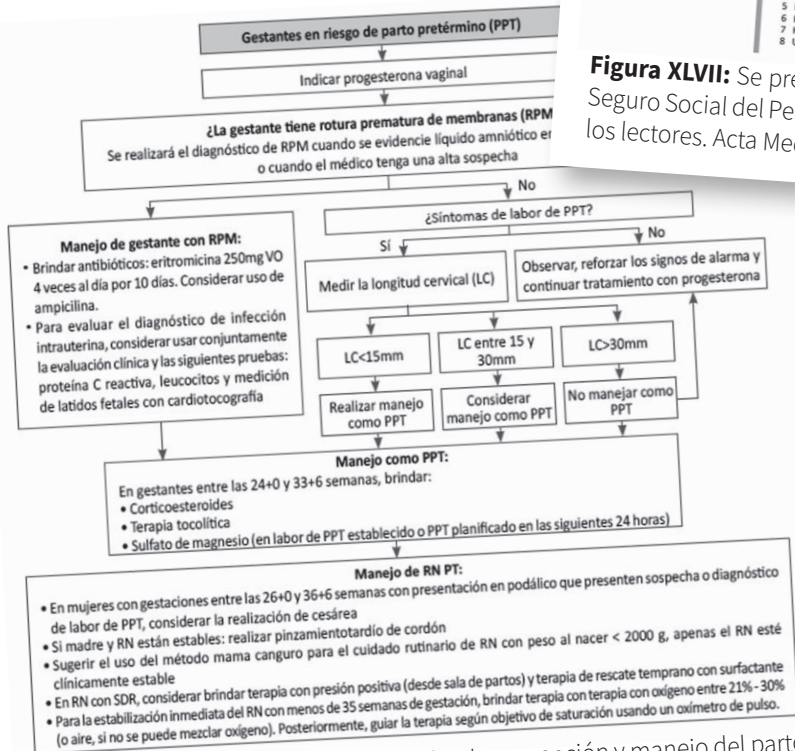 Gestantes en riesgo de parto pretérmino (PPT)
Indicar progesterona vaginal
¿La gestante tiene rotura prematura de membranas (RPM
Se realizará el diagnóstico de RPM cuando se evidencie líquido amniótico en
o cuando el médico tenga una alta sospecha
5
6
7
8
Figura XLVII: Se pre
Seguro Social del Pe
los lectores. Acta Med
No
Manejo de gestante con RPM:
• Brindar antibióticos: eritromicina 250mg VO
4 veces al día por 10 días. Considerar uso de
ampicilina.
• Para evaluar el diagnóstico de infección
intrauterina, considerar usar conjuntamente
la evaluación clínica y las siguientes pruebas:
proteína C reactiva, leucocitos y medición
de latidos fetales con cardiotocografía
¿Síntomas de labor de PPT?
Sí
No
Medir la longitud cervical (LC)
Observar, reforzar los signos de alarma y
continuar tratamiento con progesterona
LC<15mm
LC entre 15 y
30mm
LC>30mm
Realizar manejo
como PPT
Considerar
manejo como PPT
No manejar como
PPT
Manejo como PPT:
En gestantes entre las 24+0 y 33+6 semanas, brindar:
• Corticoesteroides
• Terapia tocolítica
• Sulfato de magnesio (en labor de PPT establecido o PPT planificado en las siguientes 24 horas)
Manejo de RN PT:
• En mujeres con gestaciones entre las 26+0 y 36+6 semanas con presentación en podálico que presenten sospecha o diagnóstico
de labor de PPT, considerar la realización de cesárea
• Si madre y RN están estables: realizar pinzamientotardío de cordón
• Sugerir el uso del método mama canguro para el cuidado rutinario de RN con peso al nacer < 2000 g, apenas el RN esté
clínicamente estable
• En RN con SDR, considerar brindar terapia con presión positiva (desde sala de partos) y terapia de rescate temprano con surfactante
• Para la estabilización inmediata del RN con menos de 35 semanas de gestación, brindar terapia con terapia con oxígeno entre 21% - 30%
(o aire, si no se puede mezclar oxígeno). Posteriormente, guiar la terapia según objetivo de saturación usando un oxímetro de pulso.
ción y manejo del parto